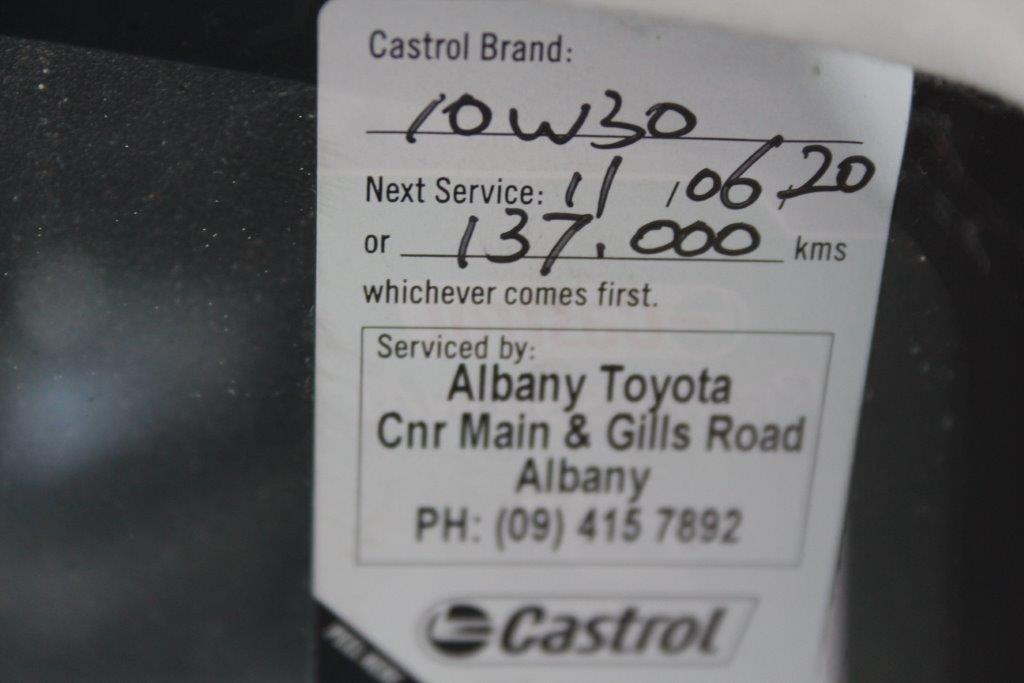 Castrol Brand:
10W30
Next Service: 11/06/20
or 137.000 kms
whichever comes first.
Serviced by:
Albany Toyota
Cnr Main & Gills Road
Albany
PH: (09) 415 7892
Castrol